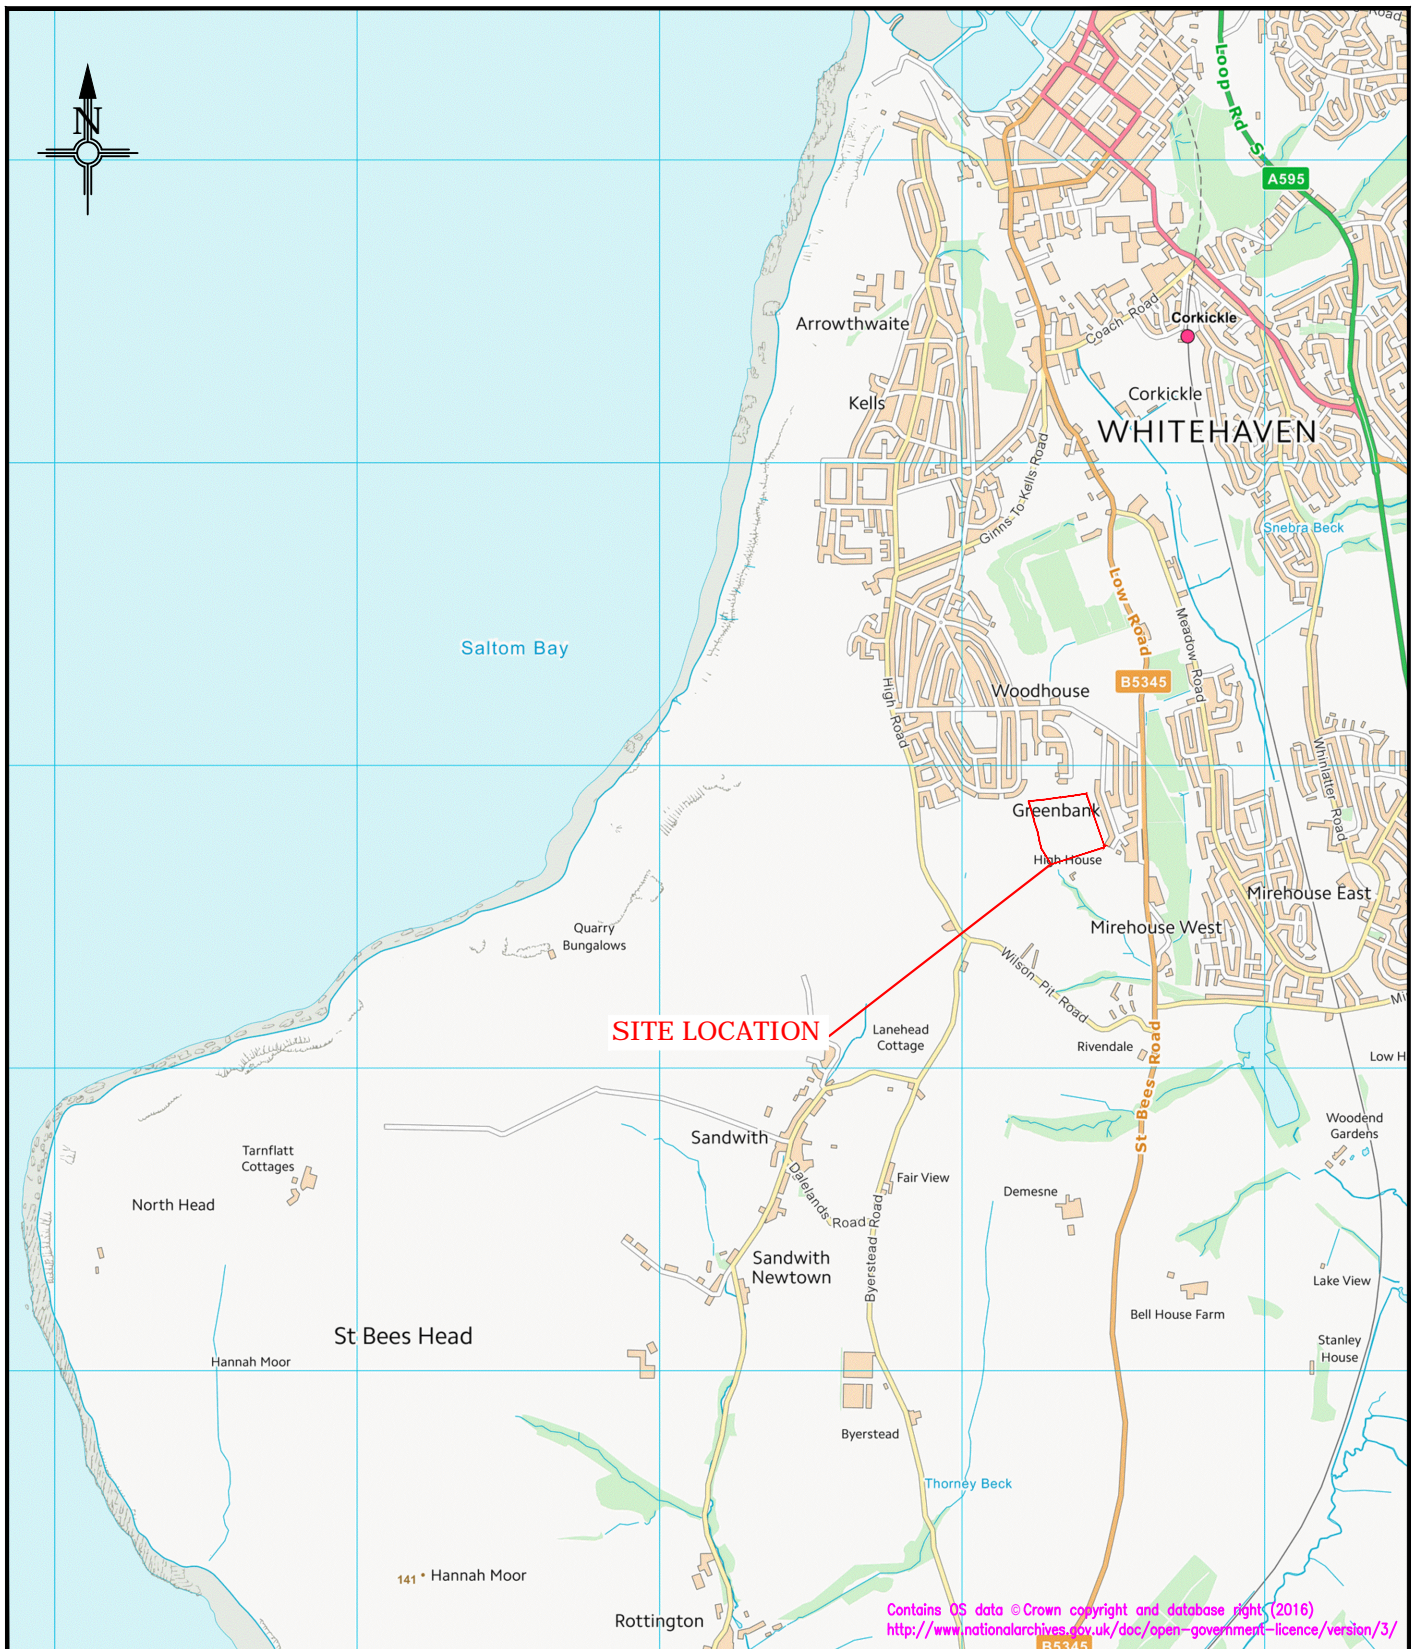 Road
Loop Rd S
N
A595
Coach Road
Corkickle
Arrowthwaite
Corkickle
Kells
WHITEHAVEN
Ginns To Kells Road
Snebra Beck
Low Road
Meadow Road
Saltom Bay
B5345
Woodhouse
High Road
Whinlatter Road
Greenbank
High House
Mirehouse East
Quarry
Bungalows
Mirehouse West
Wilson Pit Road
Mi
SITE LOCATION
Lanehead
Cottage
Rivendale
Low H
St Bees Road
Woodend
Gardens
Sandwith
Tarnflatt
Cottages
Dalelands Road
Fair View
Demesne
North Head
Byerstead Road
Sandwith
Newtown
Lake View
Bell House Farm
St Bees Head
Stanley
House
Hannah Moor
Byerstead
Thorney Beck
141 Hannah Moor
Rottington
Contains OS data © Crown copyright and database right (2016)
http://www.nationalarchives.gov.uk/doc/open-government-licence/version/3/
B5345